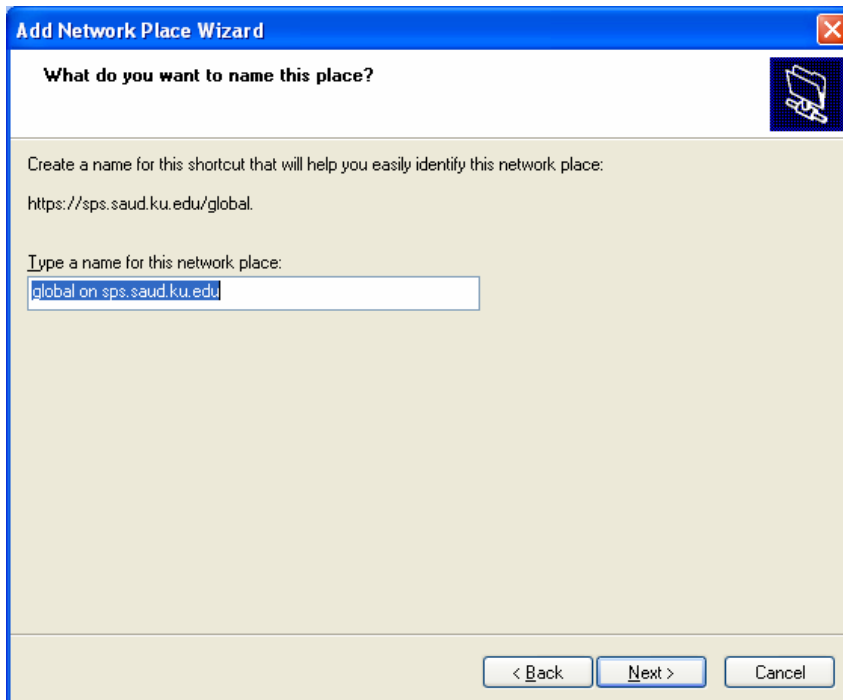 Add Network Place Wizard
What do you want to name this place?
Create a name for this shortcut that will help you easily identify this network place:
https://sps.saud.ku.edu/global.
Type a name for this network place:
global on sps.saud.ku.edu
< Back Next > Cancel